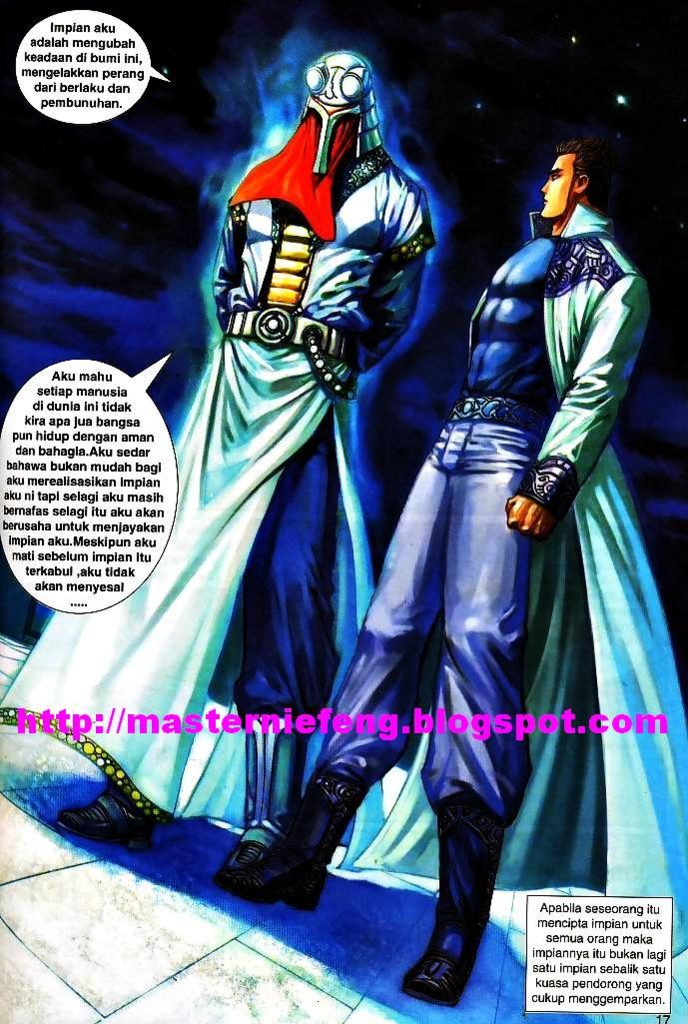 Impian aku
adalah mengubah
keadaan di bumi ini,
mengelakkan perang
dari berlaku dan
pembunuhan.
Aku mahu
setiap manusia
di dunia ini tidak
kira apa jua bangsa
pun hidup dengan aman
dan bahagla.Aku sedar
bahawa bukan mudah bagi
aku merealisasikan impian
aku ni tapi selagi aku masih
bernafas selagi itu aku akan
berusaha untuk menjayakan
impian aku.Meskipun aku
mati sebelum impian itu
terkabul ,aku tidak
akan menyesal
.....
http://masterniefeng.blogspot.com
Apabila seseorang itu
mencipta impian untuk
semua orang maka
impiannya itu bukan lagi
satu impian sebalik satu
kuasa pendorong yang
cukup menggemparkan.
17